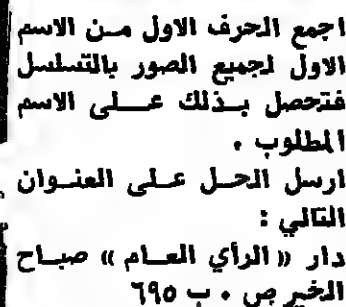 اجمع الحرف الاول من الاسم
الاول لجميع الصور بالتسلسل
فتحصل بذلك على الاسم
المطلوب .
ارسل الحل على العنوان
التالي :
دار « الرأي العام » صباح
الخير ص . ب ٦٩٥